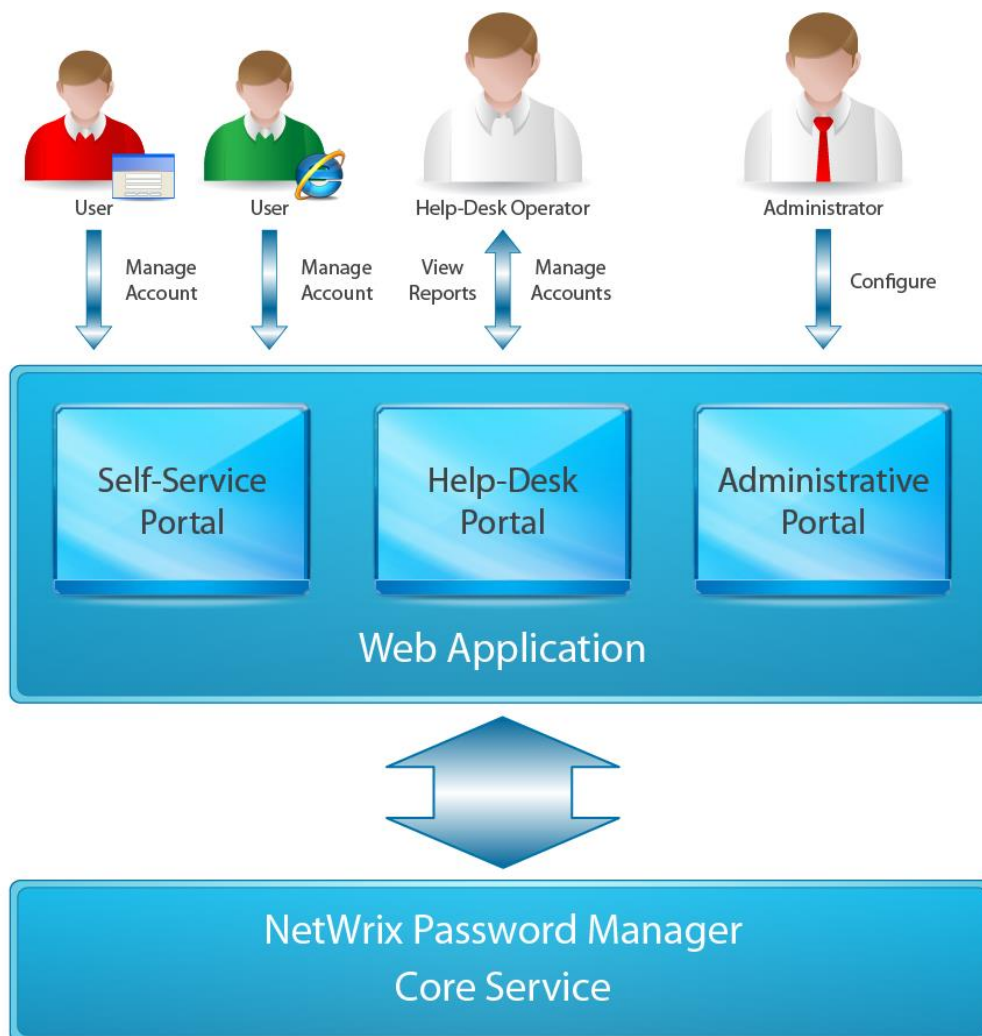 User
User
Help-Desk Operator
Administrator
Manage
Account
Manage
Account
View
Reports
Manage
Accounts
Configure
Self-Service
Portal
Help-Desk
Portal
Administrative
Portal
Web Application
NetWrix Password Manager
Core Service